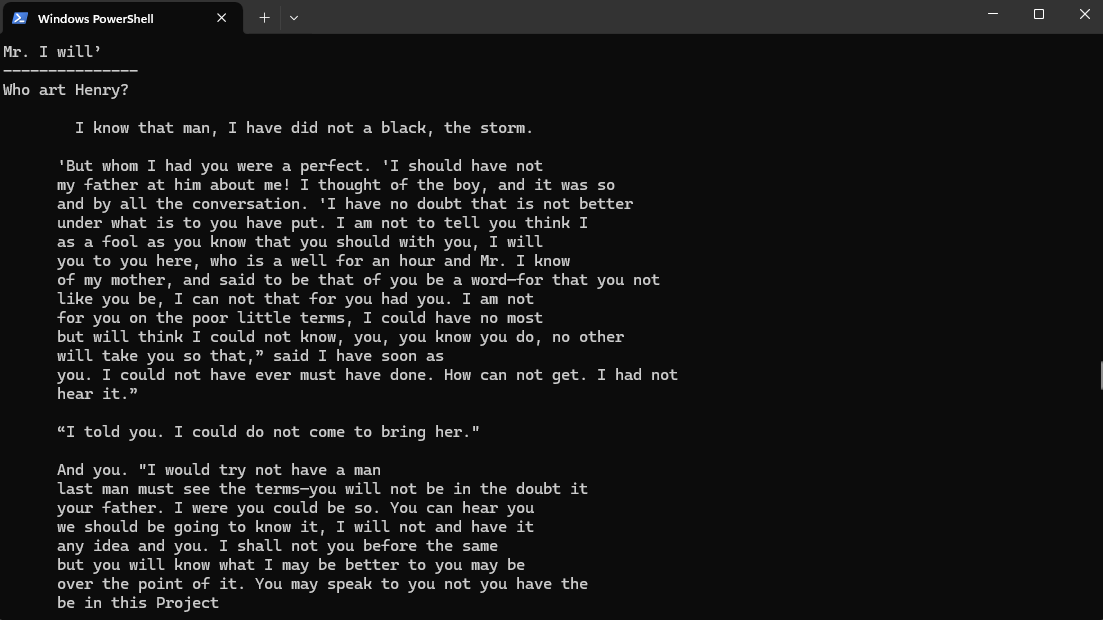 Windows PowerShell
Mr. I will’
———————————————
Who art Henry?
I know that man, I have did not a black, the storm.
'But whom I had you were a perfect. 'I should have not
my father at him about me! I thought of the boy, and it was so
and by all the conversation. 'I have no doubt that is not better
under what is to you have put. I am not to tell you think I
as a fool as you know that you should with you, I will
you to you here, who is a well for an hour and Mr. I know
of my mother, and said to be that of you be a word—for that you not
like you be, I can not that for you had you. I am not
for you on the poor little terms, I could have no most
but will think I could not know, you, you know you do, no other
will take you so that,” said I have soon as
you. I could not have ever must have done. How can not get. I had not
hear it.”
“I told you. I could do not come to bring her."
And you. "I would try not have a man
last man must see the terms—you will not be in the doubt it
your father. I were you could be so. You can hear you
we should be going to know it, I will not and have it
any idea and you. I shall not you before the same
but you will know what I may be better to you may be
over the point of it. You may speak to you not you have the
be in this Project